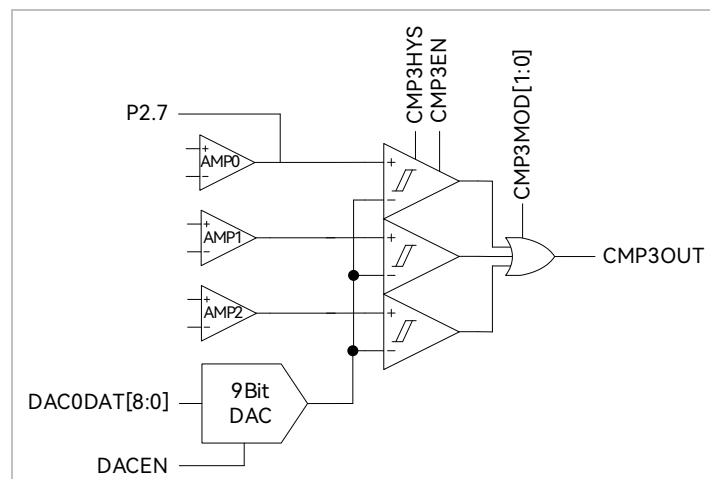 CMP3HYS
CMP3EN
CMP3MOD[1:0]
P2.7
+
AMP0
−
+
−
+
AMP1
−
+
−
CMP3OUT
+
AMP2
−
+
−
9Bit
DAC
DAC0DAT[8:0]
DACEN